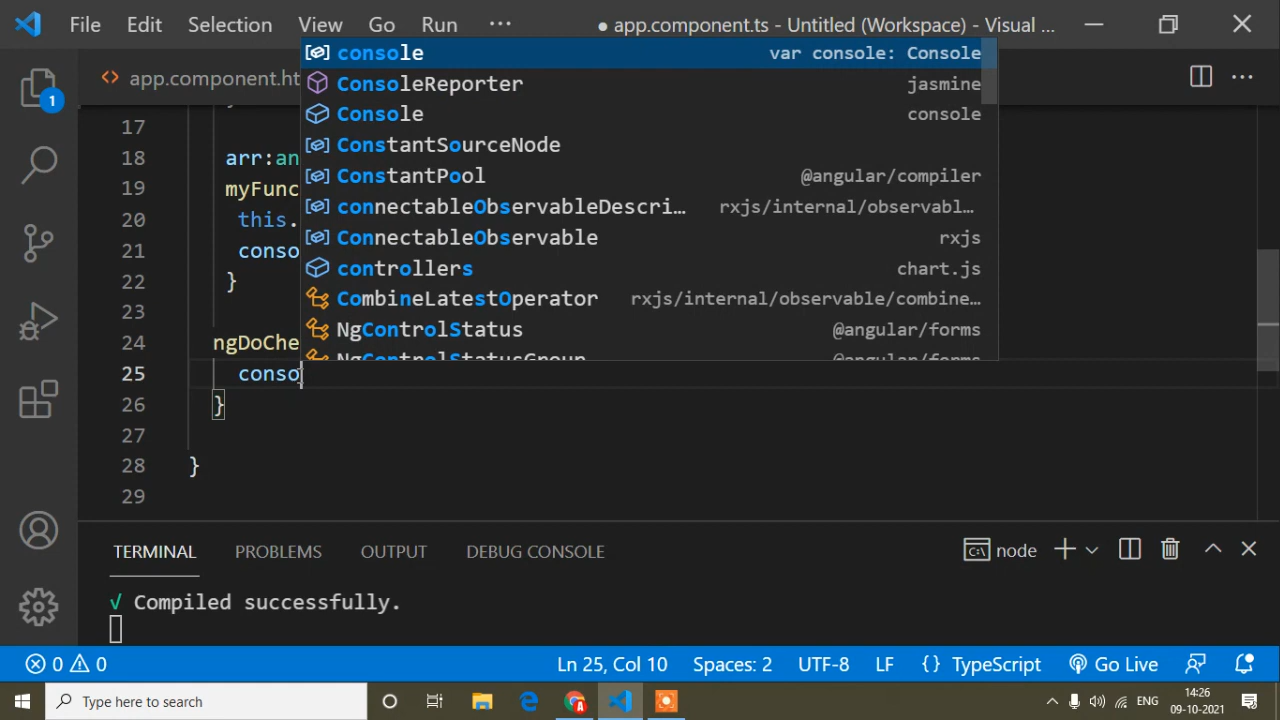 File Edit Selection View Go Run ··· ● app.component.ts - Untitled (Workspace) - Visual ...
<> app.component.ht
console var console: Console
ConsoleReporter jasmine
Console console
ConstantSourceNode
ConstantPool @angular/compiler
connectableObservableDescri... rxjs/internal/observabl...
ConnectableObservable rxjs
controllers chart.js
CombineLatestOperator rxjs/internal/observable/combine...
NgControlStatus @angular/forms
NgControlStatusGroup @angular/forms
1
17
18 arr:an
19 myFunc
20 this.
21 conso
22 }
23
24 ngDoChe
25 conso
26 }
27
28 }
29
TERMINAL PROBLEMS OUTPUT DEBUG CONSOLE node
√ Compiled successfully.
0 0 Ln 25, Col 10 Spaces: 2 UTF-8 LF {} TypeScript Go Live
Type here to search ENG 14:26
09-10-2021